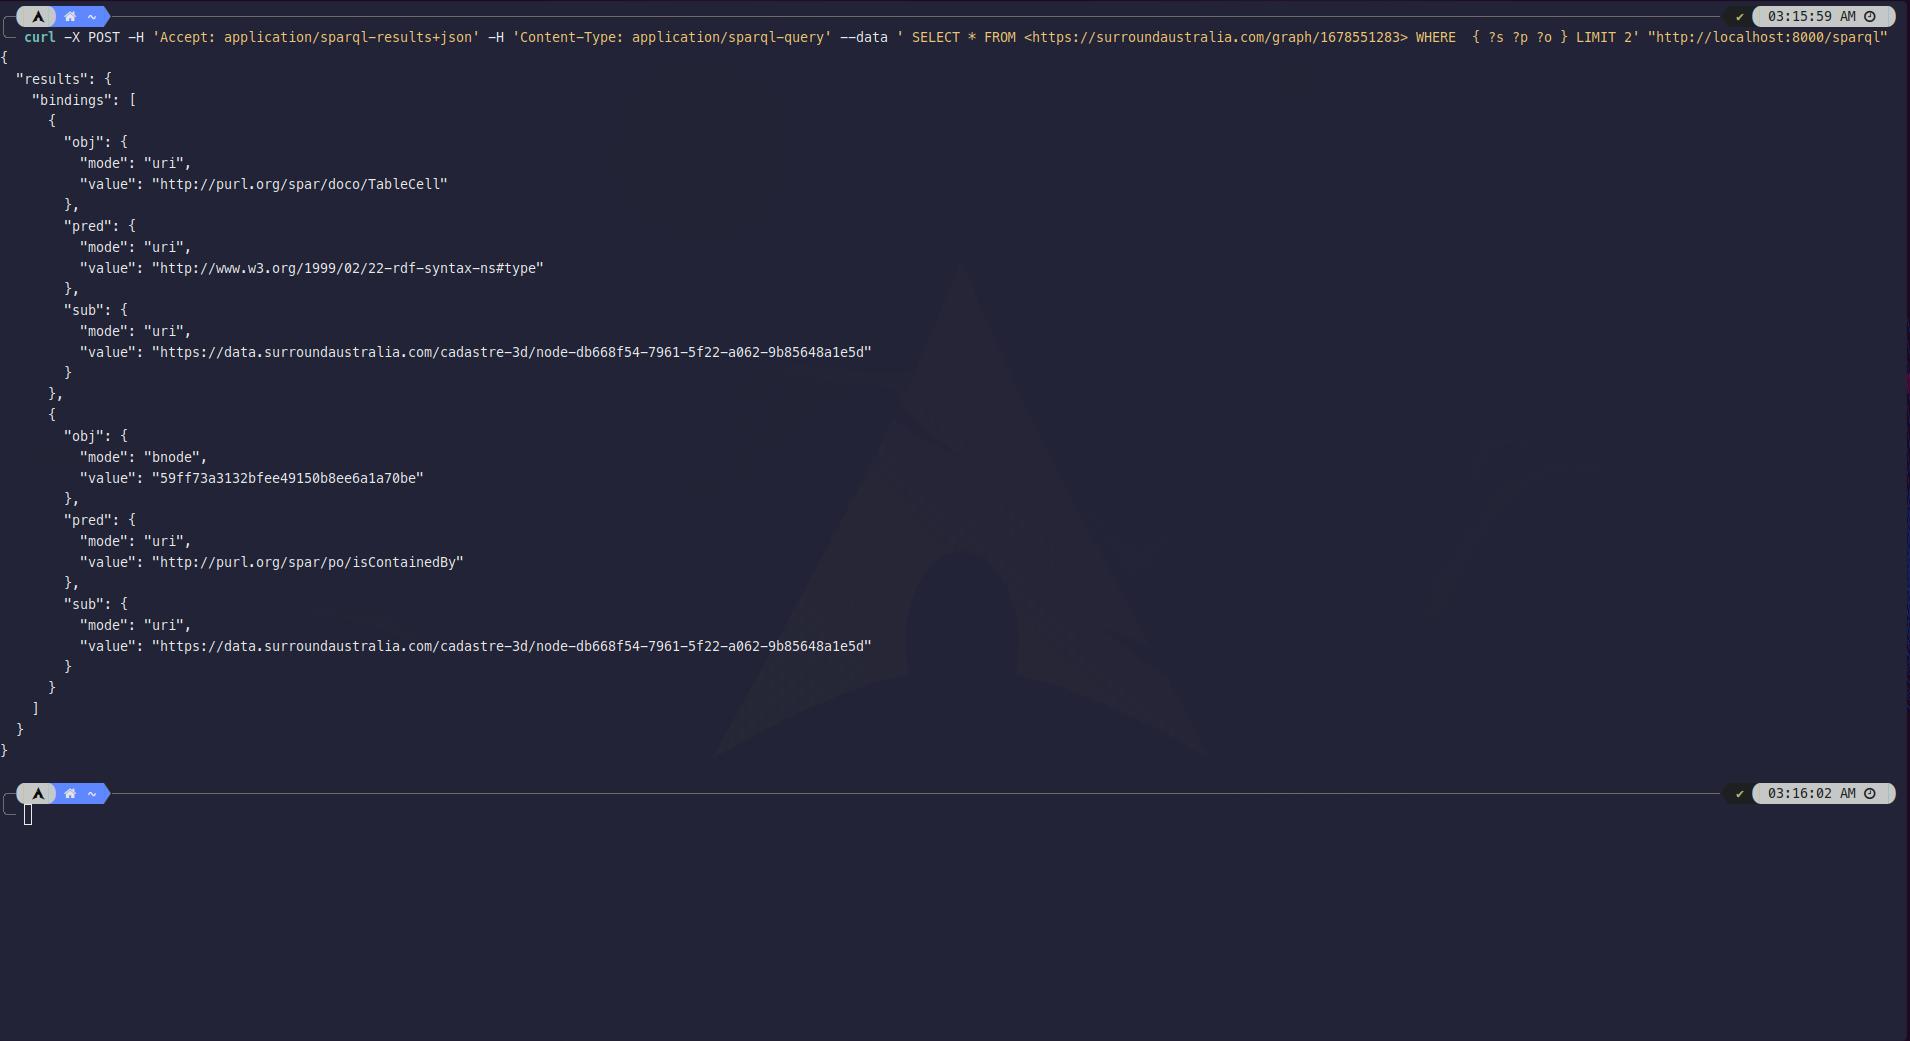 ~ ✔ 03:15:59 AM
curl -X POST -H 'Accept: application/sparql-results+json' -H 'Content-Type: application/sparql-query' --data ' SELECT * FROM <https://surroundaustralia.com/graph/1678551283> WHERE  { ?s ?p ?o } LIMIT 2' "http://localhost:8000/sparql"
{
  "results": {
    "bindings": [
      {
        "obj": {
          "mode": "uri",
          "value": "http://purl.org/spar/doco/TableCell"
        },
        "pred": {
          "mode": "uri",
          "value": "http://www.w3.org/1999/02/22-rdf-syntax-ns#type"
        },
        "sub": {
          "mode": "uri",
          "value": "https://data.surroundaustralia.com/cadastre-3d/node-db668f54-7961-5f22-a062-9b85648a1e5d"
        }
      },
      {
        "obj": {
          "mode": "bnode",
          "value": "59ff73a3132bfee49150b8ee6a1a70be"
        },
        "pred": {
          "mode": "uri",
          "value": "http://purl.org/spar/po/isContainedBy"
        },
        "sub": {
          "mode": "uri",
          "value": "https://data.surroundaustralia.com/cadastre-3d/node-db668f54-7961-5f22-a062-9b85648a1e5d"
        }
      }
    ]
  }
}
~ ✔ 03:16:02 AM